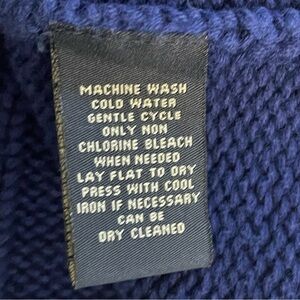 MACHINE WASH
COLD WATER
GENTLE CYCLE
ONLY NON
CHLORINE BLEACH
WHEN NEEDED
LAY FLAT TO DRY
PRESS WITH COOL
IRON IF NECESSARY
CAN BE
DRY CLEANED